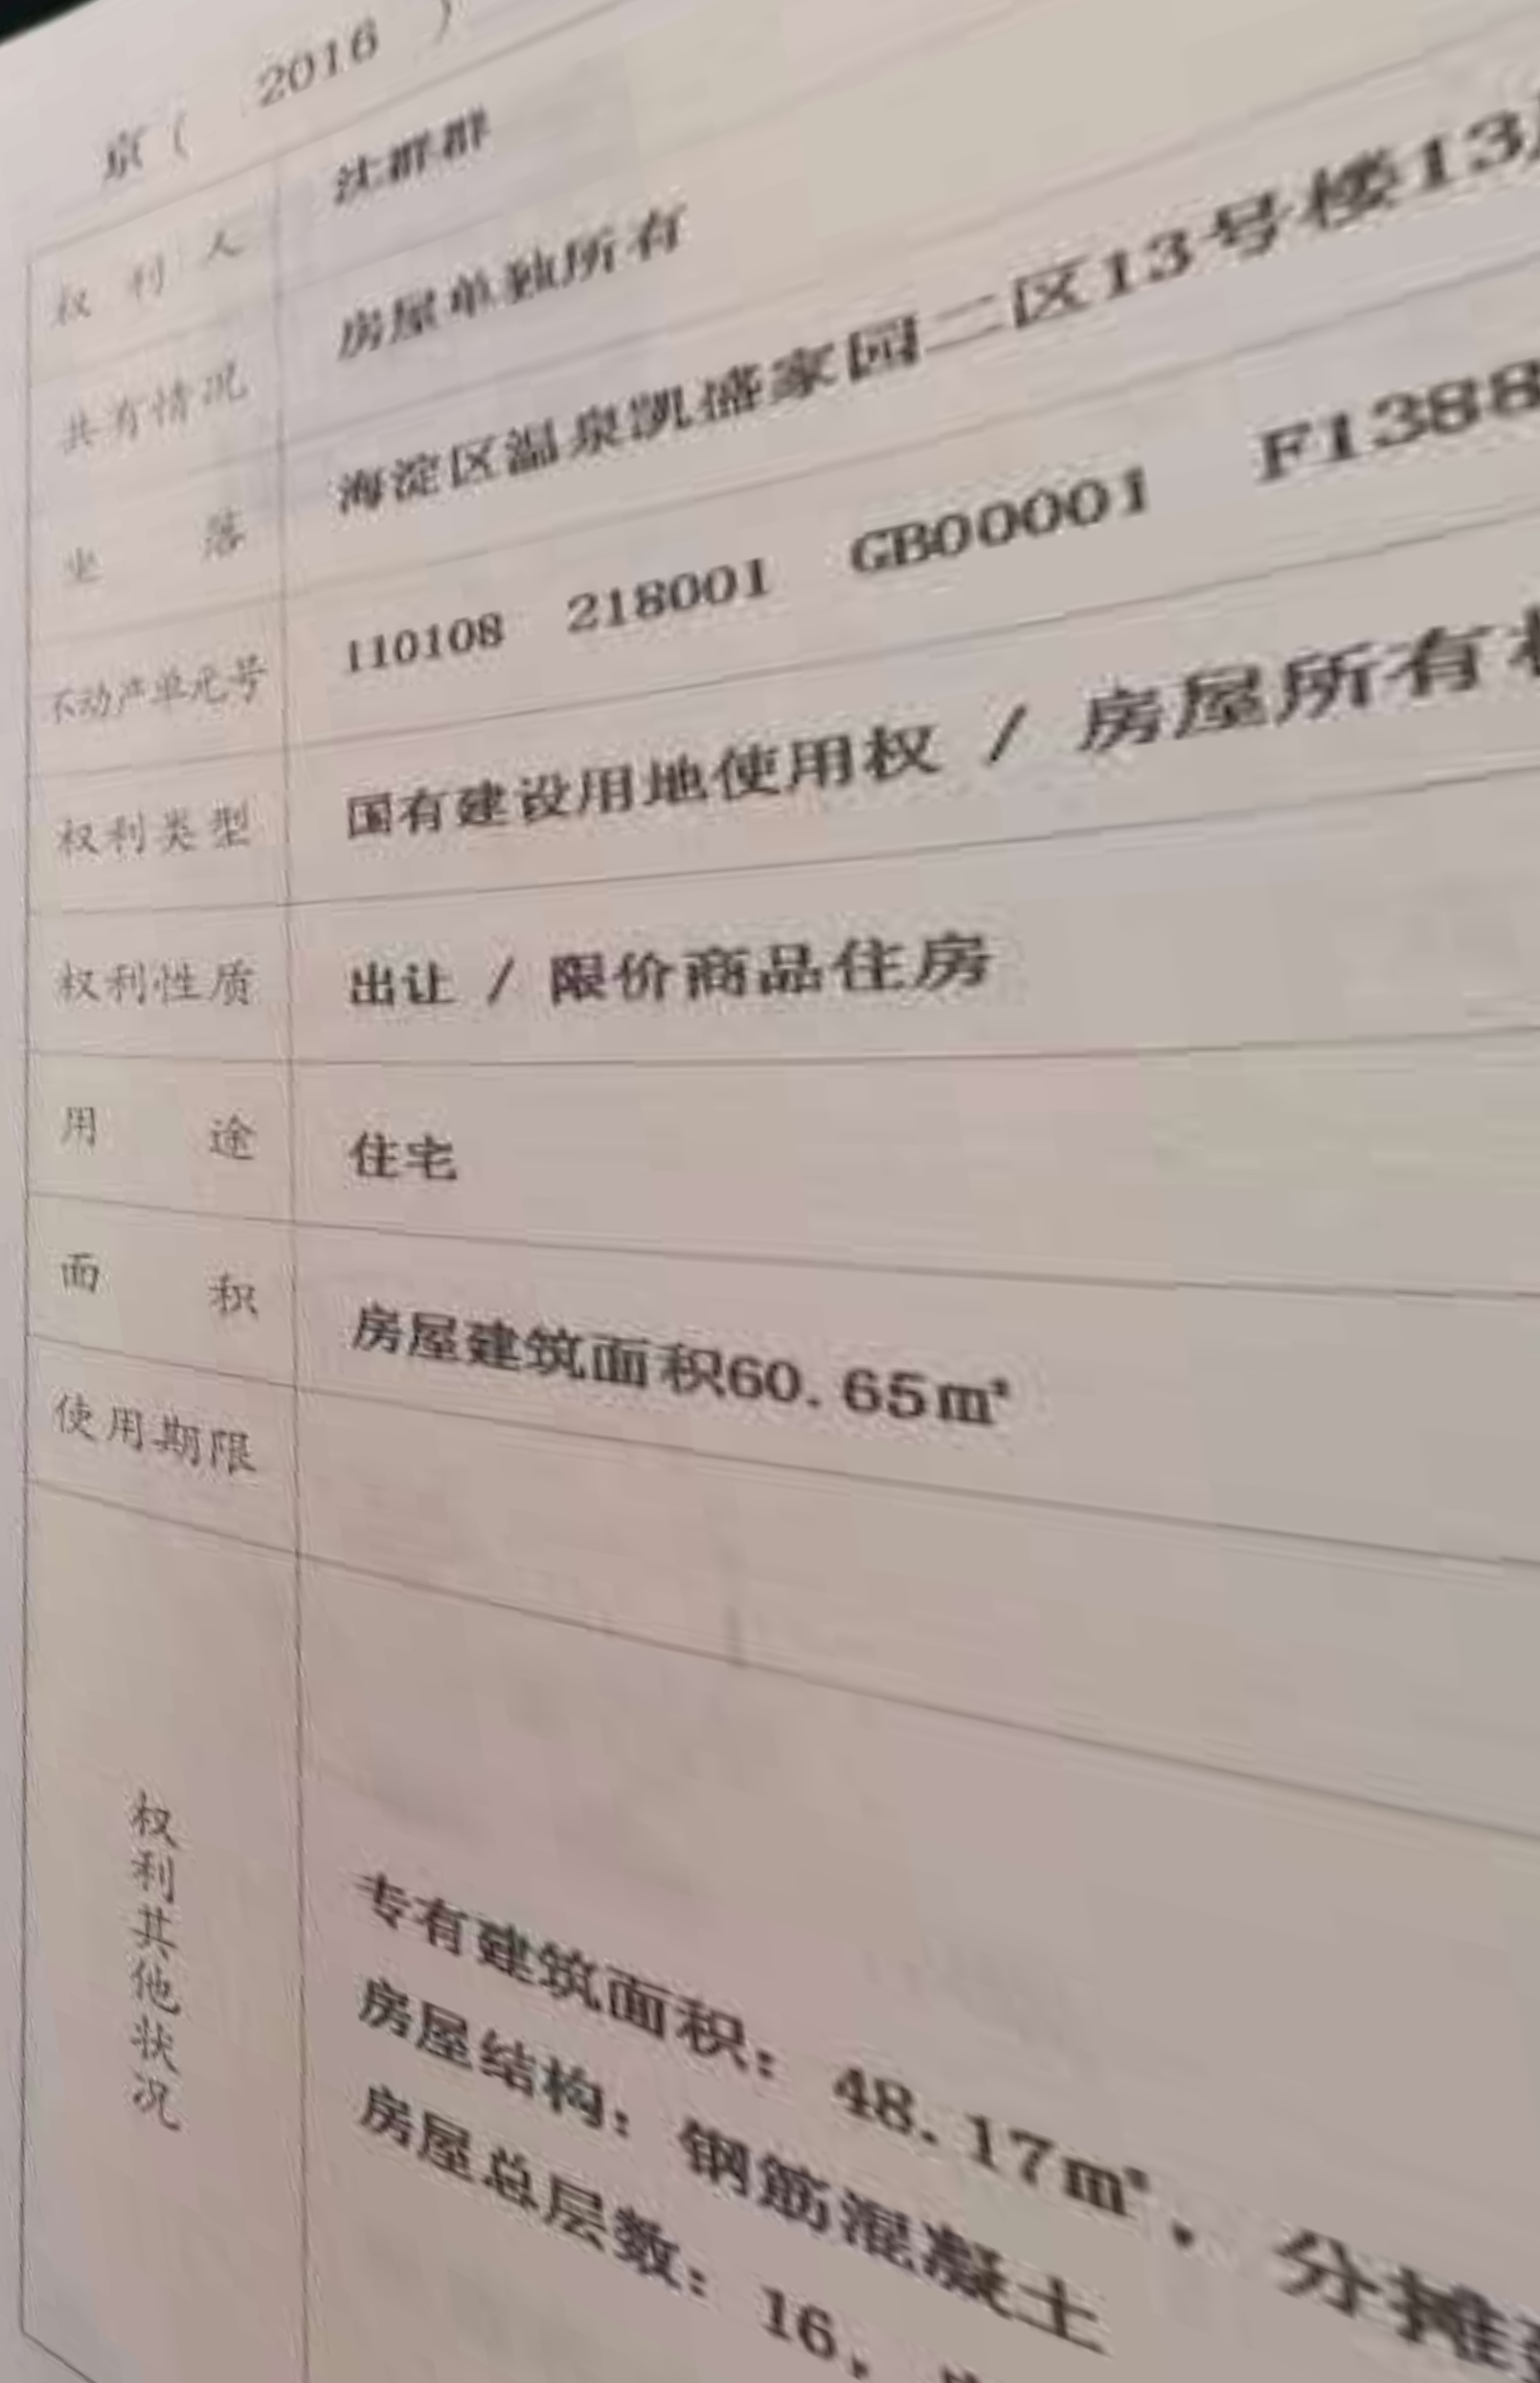 京（ 2016 ）
权利人 沈群群
共有情况 房屋单独所有
坐落 海淀区温泉凯盛家园二区13号楼13
不动产单元号 110108 218001 GB00001 F1388
权利类型 国有建设用地使用权 / 房屋所有
权利性质 出让 / 限价商品住房
用途 住宅
面积 房屋建筑面积60.65㎡
使用期限
权利其他状况
专有建筑面积：48.17㎡，分摊
房屋结构：钢筋混凝土
房屋总层数：16，